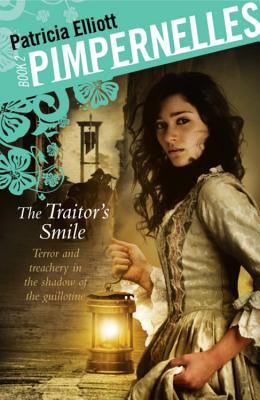 Patricia Elliott
BOOK 2
PIMPERNELLES
The Traitor's
Smile
Terror and
treachery in
the shadow of
the guillotine